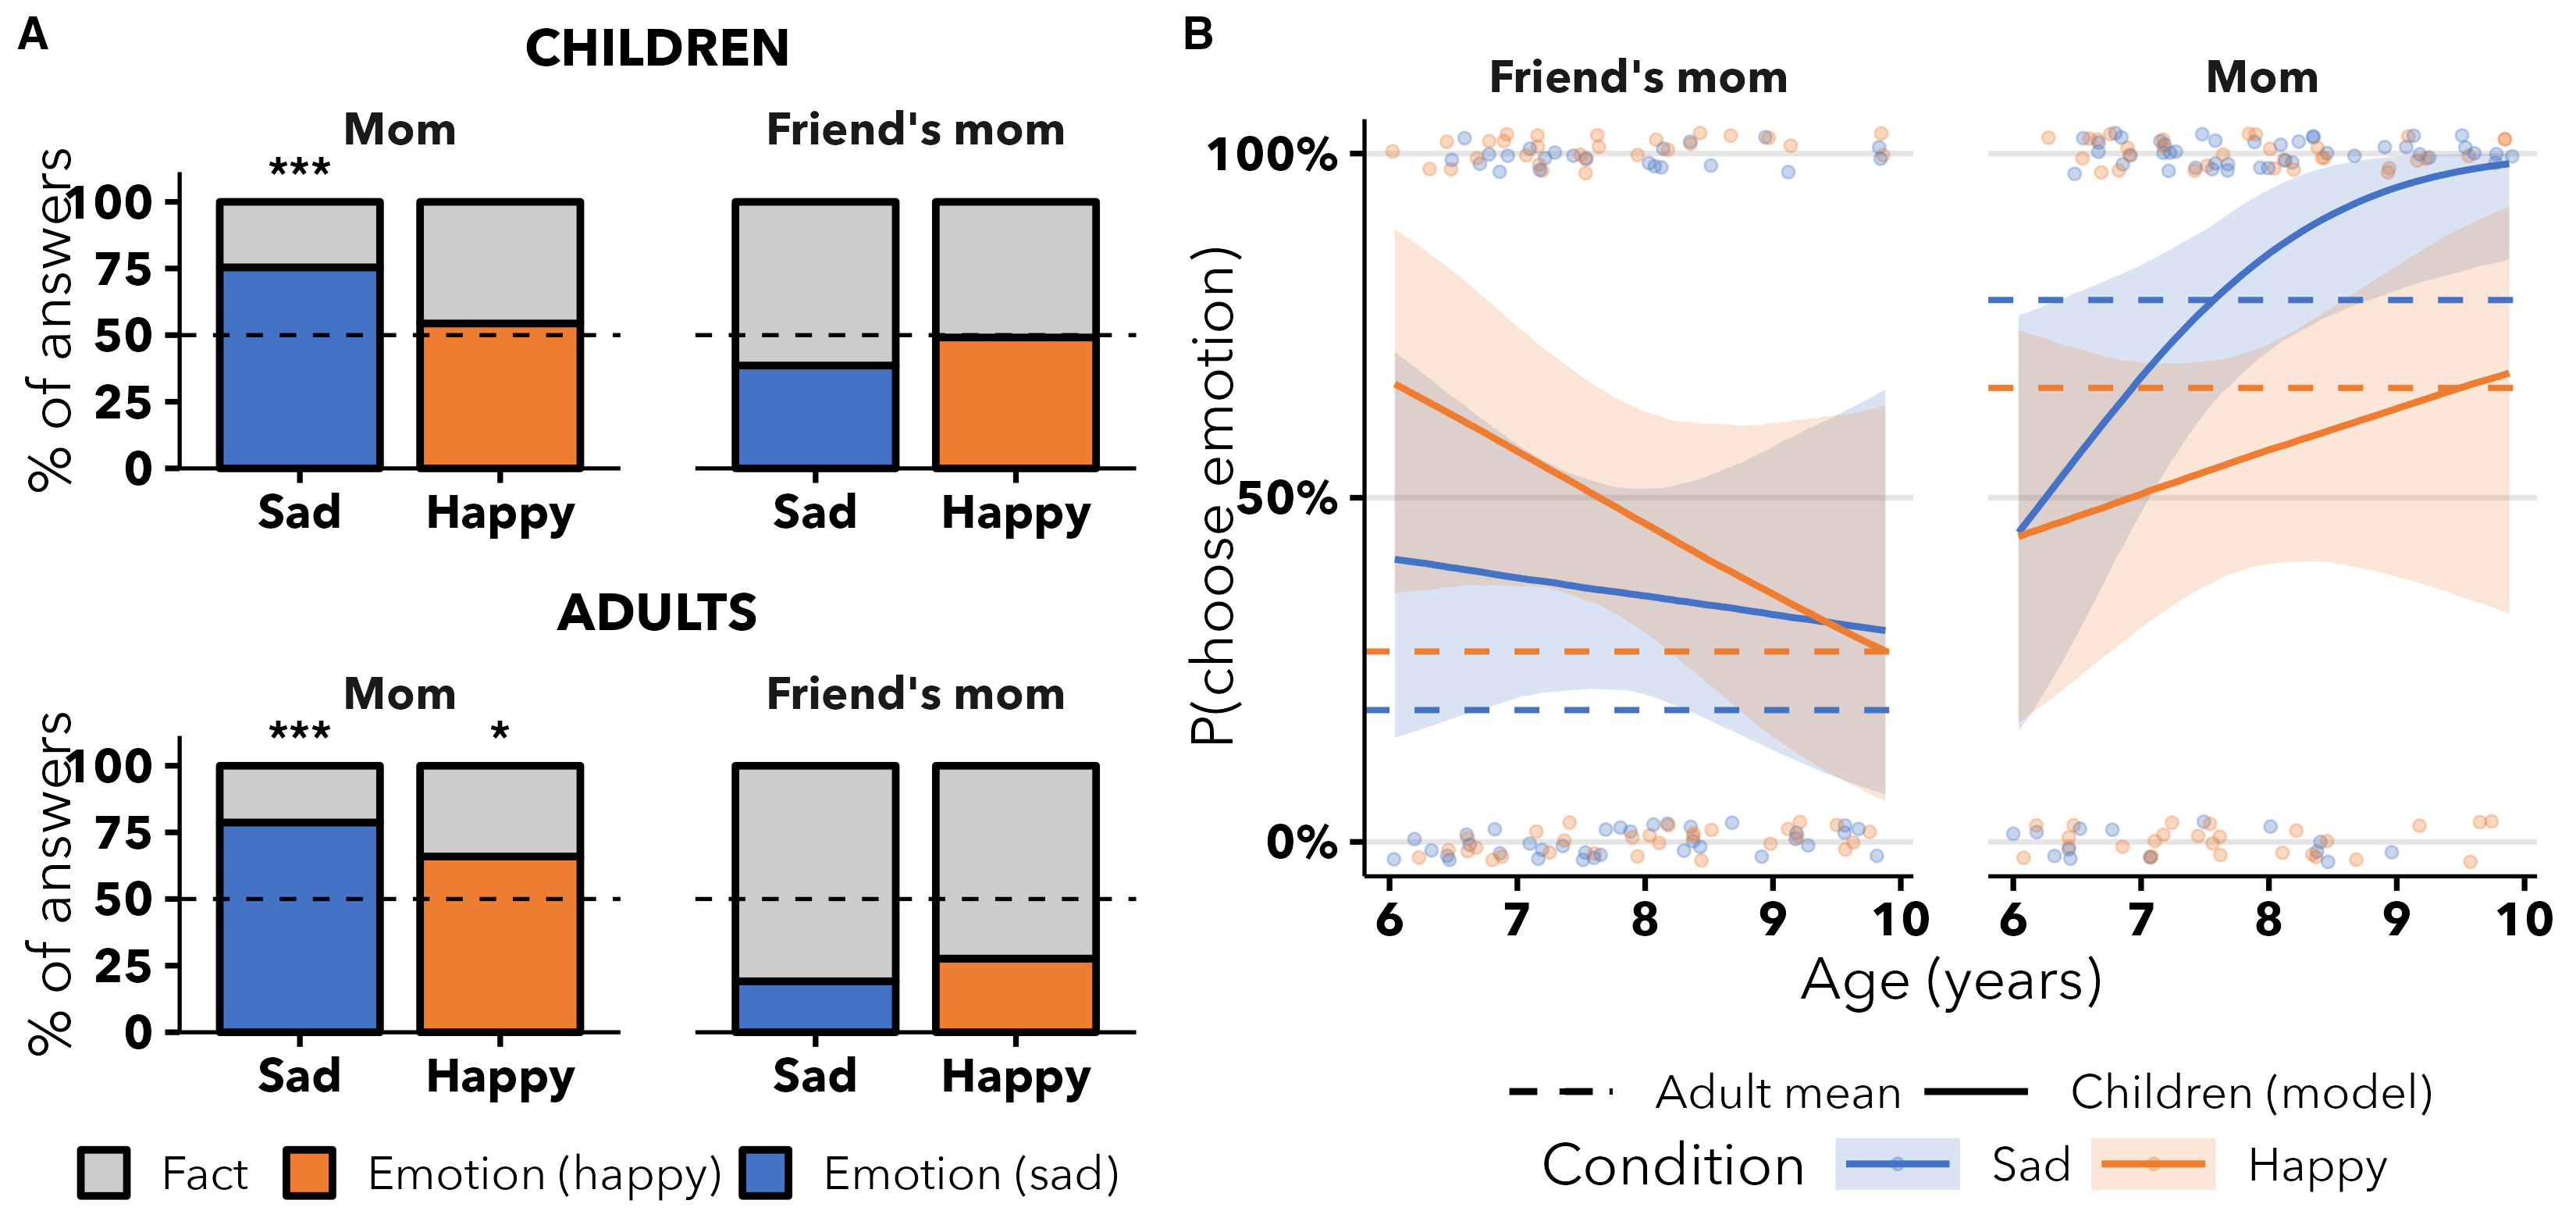 A
CHILDREN
Mom
Friend's mom
***
% of answers
100
75
50
25
0
Sad
Happy
Sad
Happy
ADULTS
Mom
Friend's mom
***
*
% of answers
100
75
50
25
0
Sad
Happy
Sad
Happy
Fact
Emotion (happy)
Emotion (sad)
B
Friend's mom
Mom
P(choose emotion)
100%
50%
0%
6 7 8 9 10
6 7 8 9 10
Age (years)
Adult mean
Children (model)
Condition
Sad
Happy